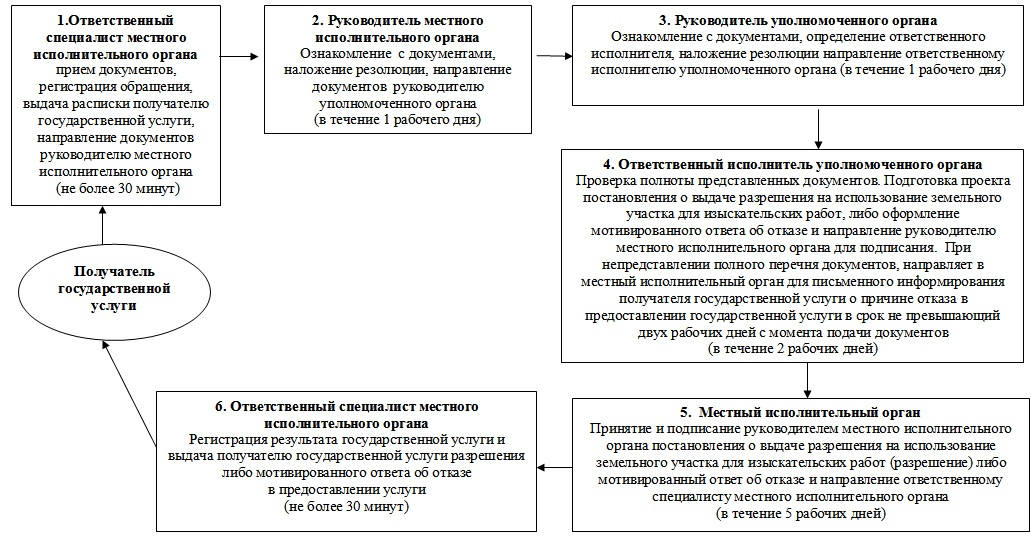 1.Ответственный
специалист местного
исполнительного органа
прием документов,
регистрация обращения,
выдача расписки получателю
государственной услуги,
направление документов
руководителю местного
исполнительного органа
(не более 30 минут)
2. Руководитель местного
исполнительного органа
Ознакомление с документами,
наложение резолюции, направление
документов руководителю
уполномоченного органа
(в течение 1 рабочего дня)
3. Руководитель уполномоченного органа
Ознакомление с документами, определение ответственного
исполнителя, наложение резолюции направление ответственному
исполнителю уполномоченного органа (в течение 1 рабочего дня)
4. Ответственный исполнитель уполномоченного органа
Проверка полноты представленных документов. Подготовка проекта
постановления о выдаче разрешения на использование земельного
участка для изыскательских работ, либо оформление
мотивированного ответа об отказе и направление руководителю
местного исполнительного органа для подписания. При
непредставлении полного перечня документов, направляет в
местный исполнительный орган для письменного информирования
получателя государственной услуги о причине отказа в
предоставлении государственной услуги в срок не превышающий
двух рабочих дней с момента подачи документов
(в течение 2 рабочих дней)
5. Местный исполнительный орган
Принятие и подписание руководителем местного исполнительного
органа постановления о выдаче разрешения на использование
земельного участка для изыскательских работ (разрешение) либо
мотивированный ответ об отказе и направление ответственному
специалисту местного исполнительного органа
(в течение 5 рабочих дней)
6. Ответственный специалист местного
исполнительного органа
Регистрация результата государственной услуги и
выдача получателю государственной услуги разрешения
либо мотивированного ответа об отказе
в предоставлении услуги
(не более 30 минут)
Получатель
государственной
услуги